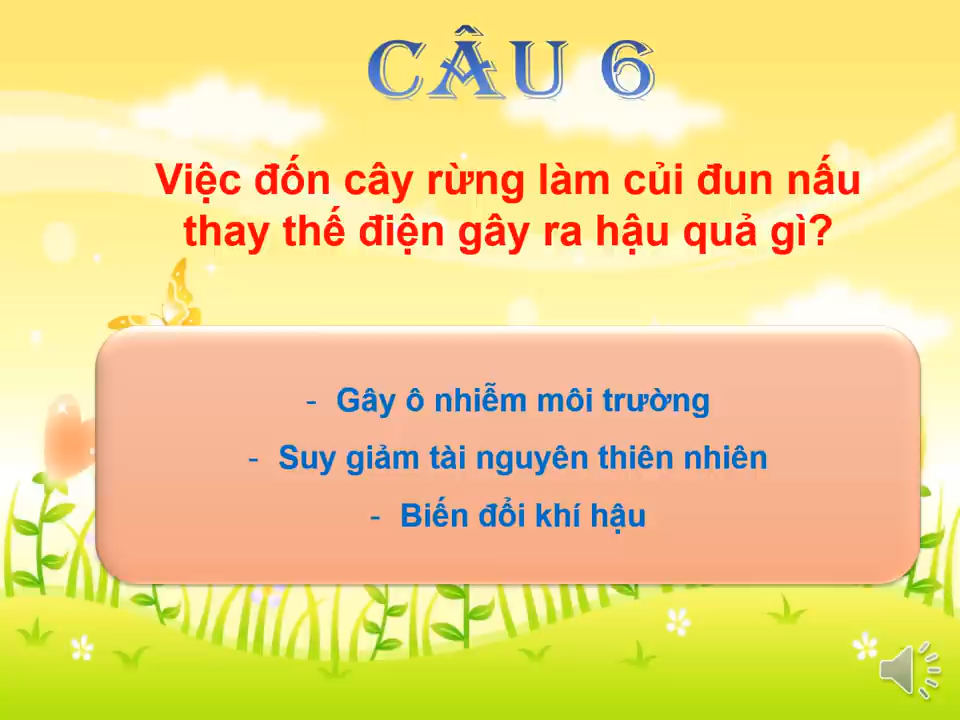 CÂU 6
Việc đốn cây rừng làm củi đun nấu
thay thế điện gây ra hậu quả gì?
- Gây ô nhiễm môi trường
- Suy giảm tài nguyên thiên nhiên
- Biến đổi khí hậu